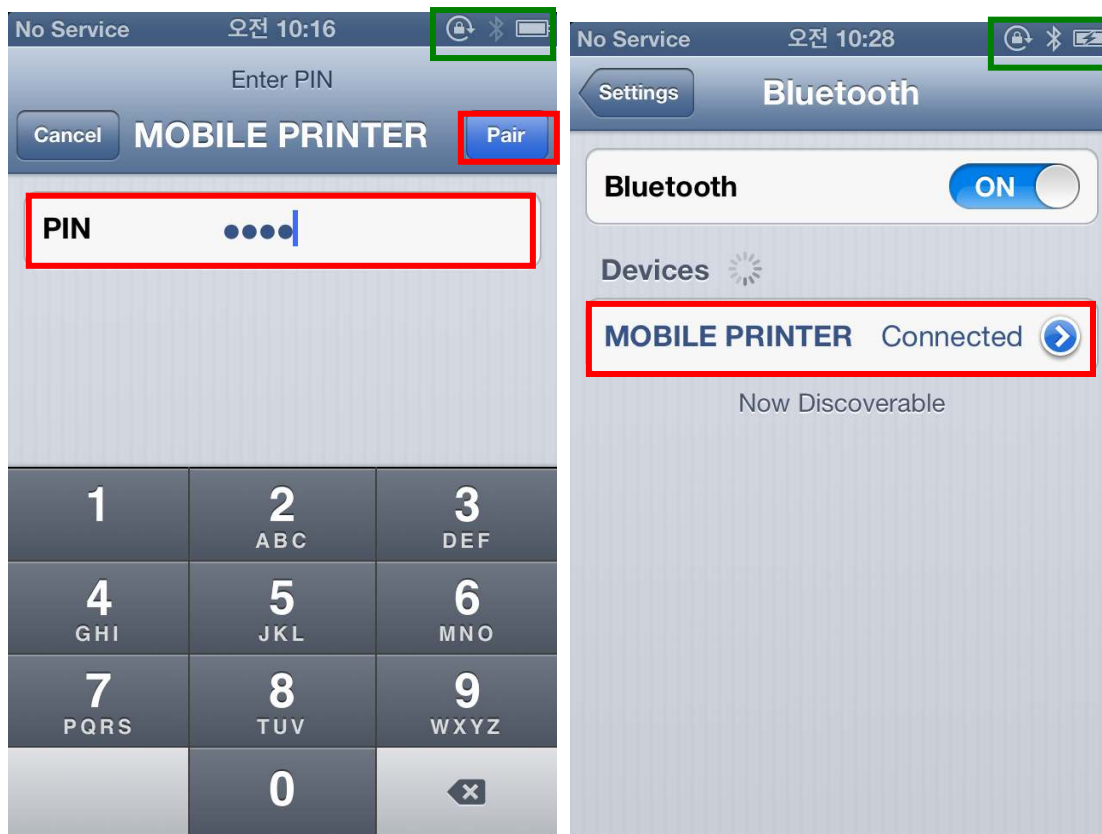 No Service 오전 10:16
Enter PIN
Cancel MOBILE PRINTER Pair
PIN ••••
1 2 3
ABC DEF
4 5 6
GHI JKL MNO
7 8 9
PQRS TUV WXYZ
0
No Service 오전 10:28
Settings Bluetooth
Bluetooth ON
Devices
MOBILE PRINTER Connected
Now Discoverable